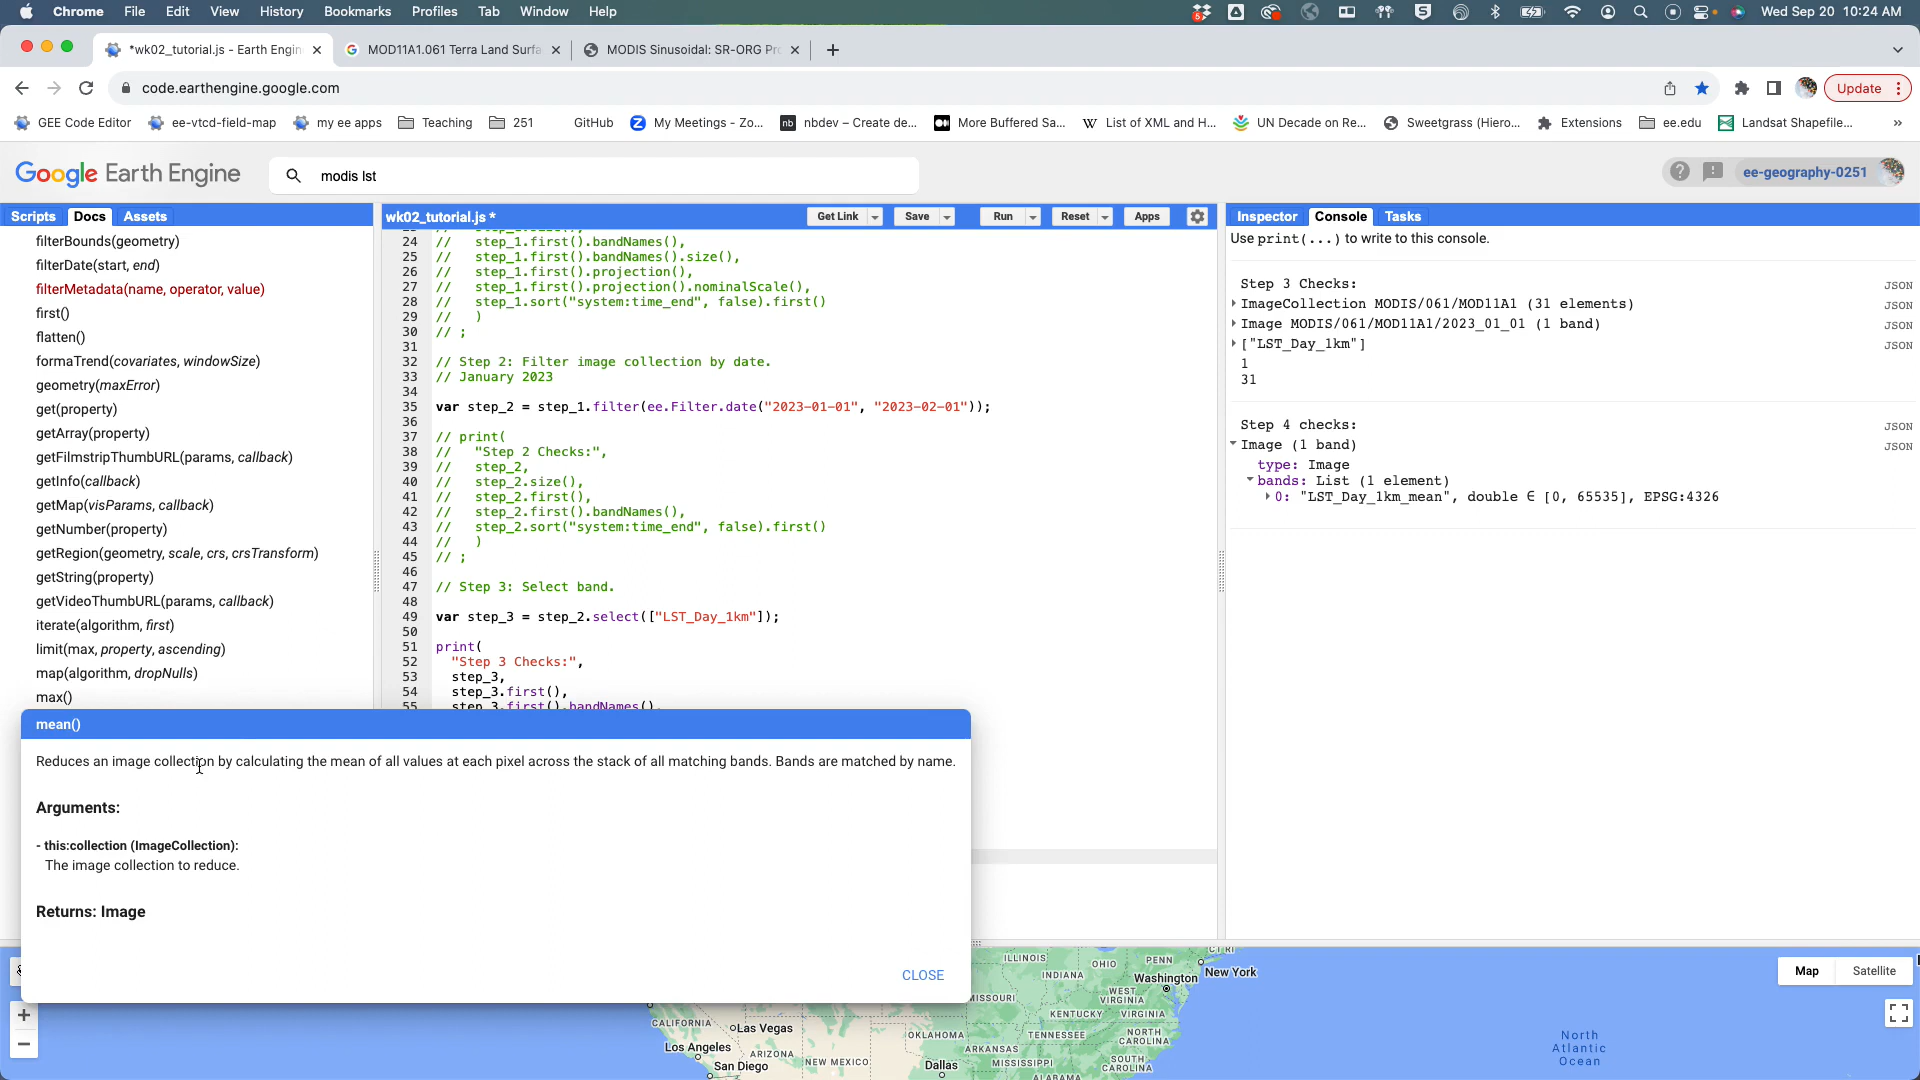 Chrome File Edit View History Bookmarks Profiles Tab Window Help
Wed Sep 20 10:24 AM
*wk02_tutorial.js - Earth Engin
MOD11A1.061 Terra Land Surfa
MODIS Sinusoidal: SR-ORG Pr
code.earthengine.google.com
Update
GEE Code Editor
ee-vtcd-field-map
my ee apps
Teaching
251
GitHub
My Meetings - Zo...
nbdev – Create de...
More Buffered Sa...
List of XML and H...
UN Decade on Re...
Sweetgrass (Hiero...
Extensions
ee.edu
Landsat Shapefile...
»
Google Earth Engine
modis lst
ee-geography-0251
Scripts Docs Assets
filterBounds(geometry)
filterDate(start, end)
filterMetadata(name, operator, value)
first()
flatten()
formaTrend(covariates, windowSize)
geometry(maxError)
get(property)
getArray(property)
getFilmstripThumbURL(params, callback)
getInfo(callback)
getMap(visParams, callback)
getNumber(property)
getRegion(geometry, scale, crs, crsTransform)
getString(property)
getVideoThumbURL(params, callback)
iterate(algorithm, first)
limit(max, property, ascending)
map(algorithm, dropNulls)
max()
wk02_tutorial.js *
Get Link Save Run Reset Apps
24 //   step_1.first().bandNames(),
25 //   step_1.first().bandNames().size(),
26 //   step_1.first().projection(),
27 //   step_1.first().projection().nominalScale(),
28 //   step_1.sort("system:time_end", false).first()
29 //   )
30 // ;
31
32 // Step 2: Filter image collection by date.
33 // January 2023
34
35 var step_2 = step_1.filter(ee.Filter.date("2023-01-01", "2023-02-01"));
36
37 // print(
38 //   "Step 2 Checks:",
39 //   step_2,
40 //   step_2.size(),
41 //   step_2.first(),
42 //   step_2.first().bandNames(),
43 //   step_2.sort("system:time_end", false).first()
44 //   )
45 // ;
46
47 // Step 3: Select band.
48
49 var step_3 = step_2.select(["LST_Day_1km"]);
50
51 print(
52   "Step 3 Checks:",
53   step_3,
54   step_3.first(),
55   step_3.first().bandNames(),
Inspector Console Tasks
Use print(...) to write to this console.
Step 3 Checks: JSON
ImageCollection MODIS/061/MOD11A1 (31 elements) JSON
Image MODIS/061/MOD11A1/2023_01_01 (1 band) JSON
["LST_Day_1km"] JSON
1
31
Step 4 checks: JSON
Image (1 band) JSON
type: Image
bands: List (1 element)
0: "LST_Day_1km_mean", double ∈ [0, 65535], EPSG:4326
mean()
Reduces an image collection by calculating the mean of all values at each pixel across the stack of all matching bands. Bands are matched by name.
Arguments:
- this:collection (ImageCollection):
The image collection to reduce.
Returns: Image
CLOSE
Map Satellite
ILLINOIS
INDIANA
OHIO
PENN
CT RI
New York
Washington
WEST VIRGINIA
MISSOURI
KENTUCKY
VIRGINIA
CALIFORNIA
Las Vegas
OKLAHOMA
TENNESSEE
NORTH CAROLINA
Los Angeles
ARIZONA
NEW MEXICO
ARKANSAS
MISSISSIPPI
SOUTH CAROLINA
San Diego
Dallas
ALABAMA
North
Atlantic
Ocean